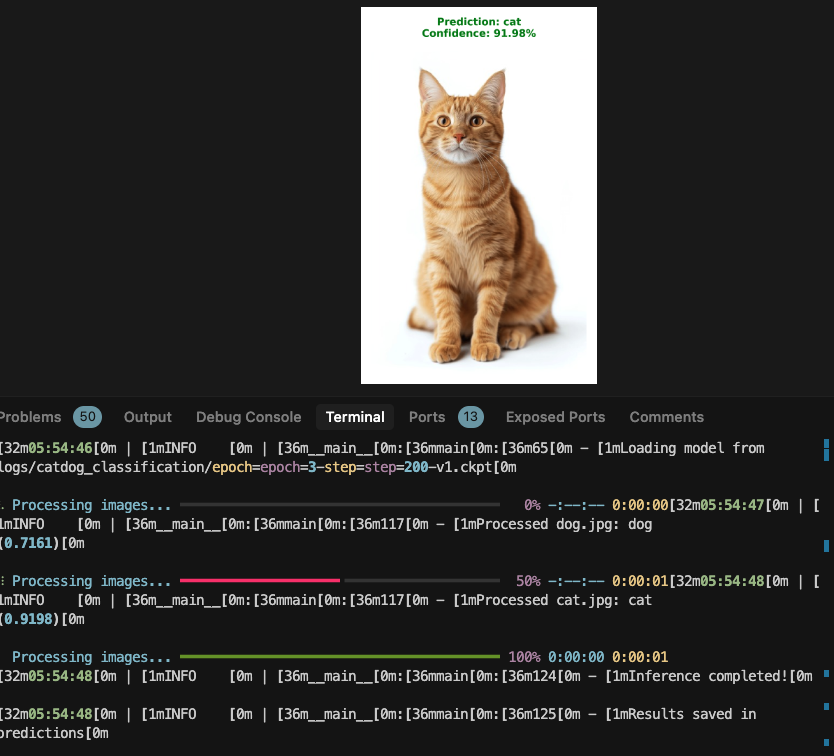 Prediction: cat
Confidence: 91.98%
Problems 50 Output Debug Console Terminal Ports 13 Exposed Ports Comments
[32m05:54:46[0m | [1mINFO    [0m | [36m__main__[0m:[36mmain[0m:[36m65[0m - [1mLoading model from
logs/catdog_classification/epoch=epoch=3-step=step=200-v1.ckpt[0m
Processing images... 0% -:--:-- 0:00:00[32m05:54:47[0m | [
1mINFO    [0m | [36m__main__[0m:[36mmain[0m:[36m117[0m - [1mProcessed dog.jpg: dog
(0.7161)[0m
Processing images... 50% -:--:-- 0:00:01[32m05:54:48[0m | [
1mINFO    [0m | [36m__main__[0m:[36mmain[0m:[36m117[0m - [1mProcessed cat.jpg: cat
(0.9198)[0m
Processing images... 100% 0:00:00 0:00:01
[32m05:54:48[0m | [1mINFO    [0m | [36m__main__[0m:[36mmain[0m:[36m124[0m - [1mInference completed![0m
[32m05:54:48[0m | [1mINFO    [0m | [36m__main__[0m:[36mmain[0m:[36m125[0m - [1mResults saved in
predictions[0m